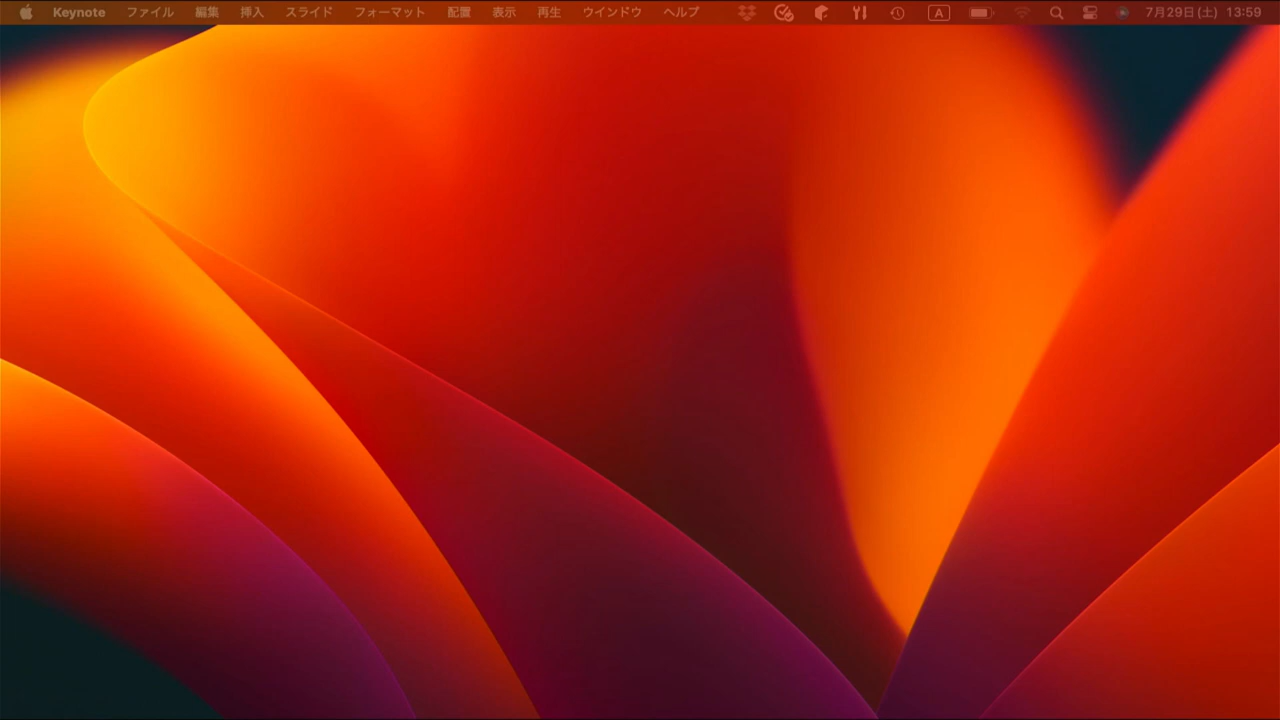 Keynote ファイル 編集 挿入 スライド フォーマット 配置 表示 再生 ウインドウ ヘルプ A 7月29日(土) 13:59